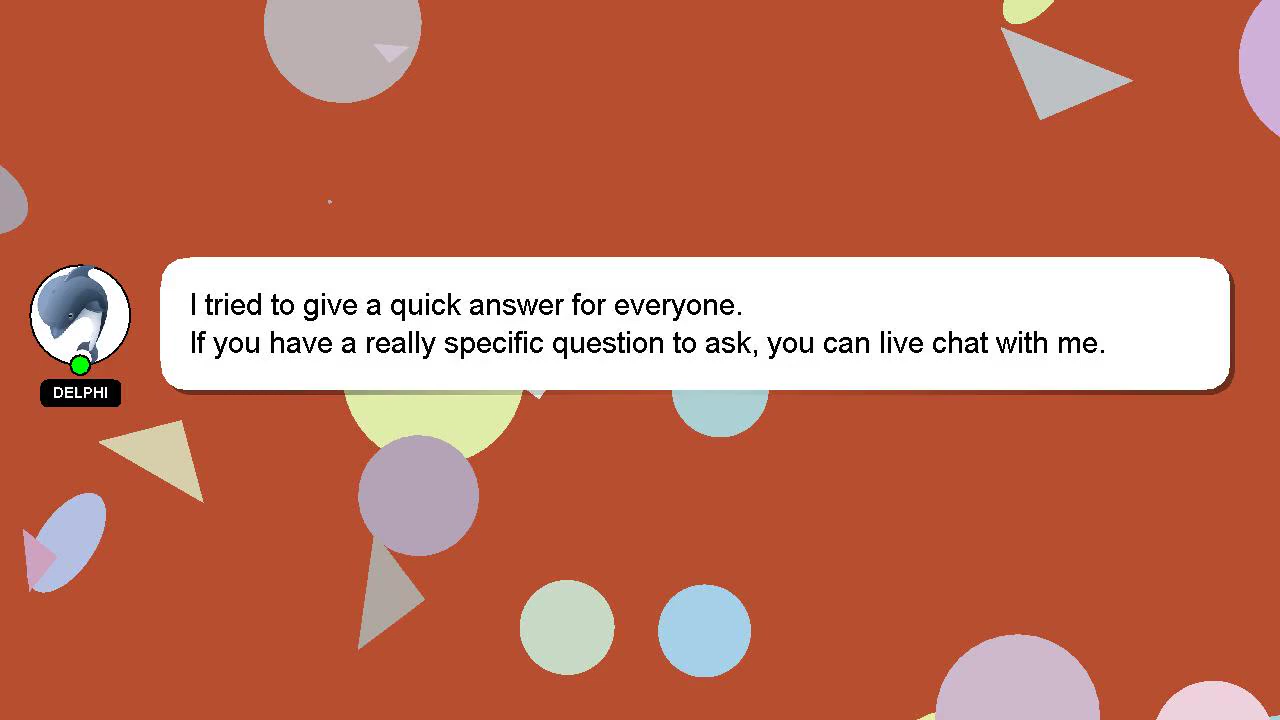 I tried to give a quick answer for everyone.
If you have a really specific question to ask, you can live chat with me.
DELPHI